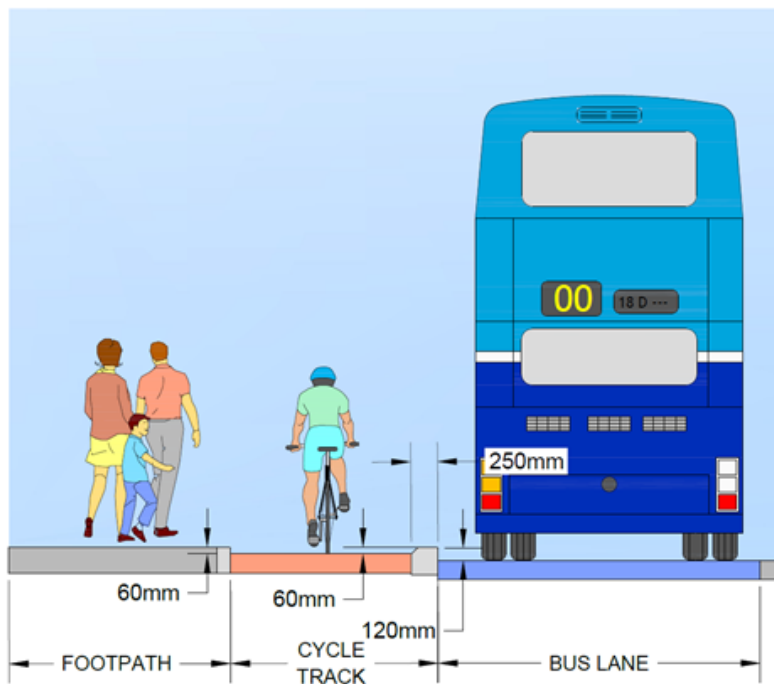 00
18 D ---
250mm
60mm
60mm
120mm
FOOTPATH
CYCLE
TRACK
BUS LANE